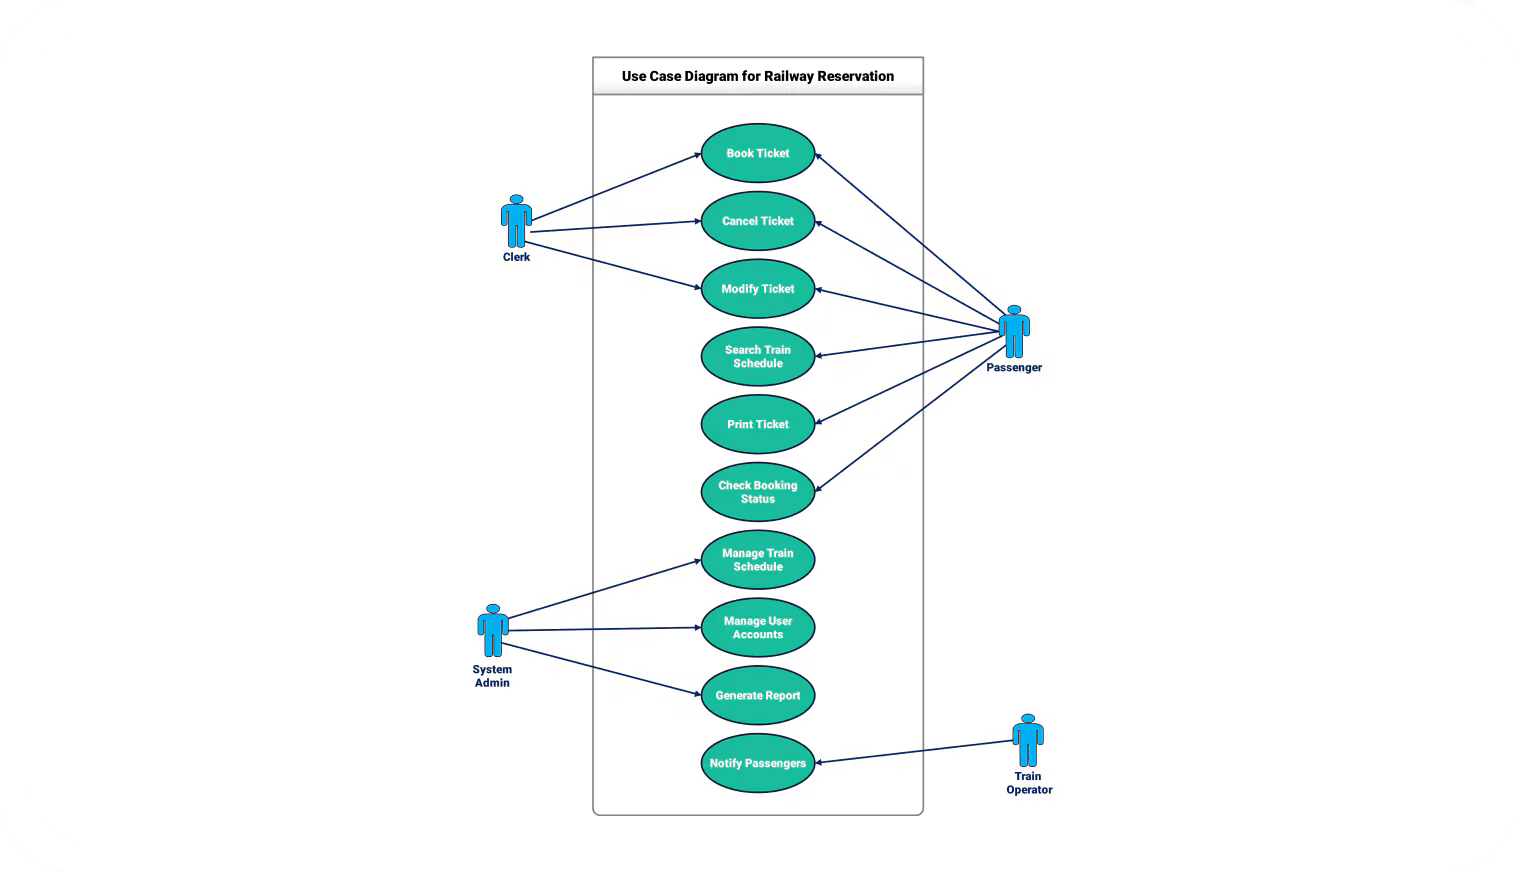 Use Case Diagram for Railway Reservation
Book Ticket
Cancel Ticket
Clerk
Modify Ticket
Search Train
Schedule
Passenger
Print Ticket
Check Booking
Status
Manage Train
Schedule
Manage User
Accounts
System
Admin
Generate Report
Notify Passengers
Train
Operator